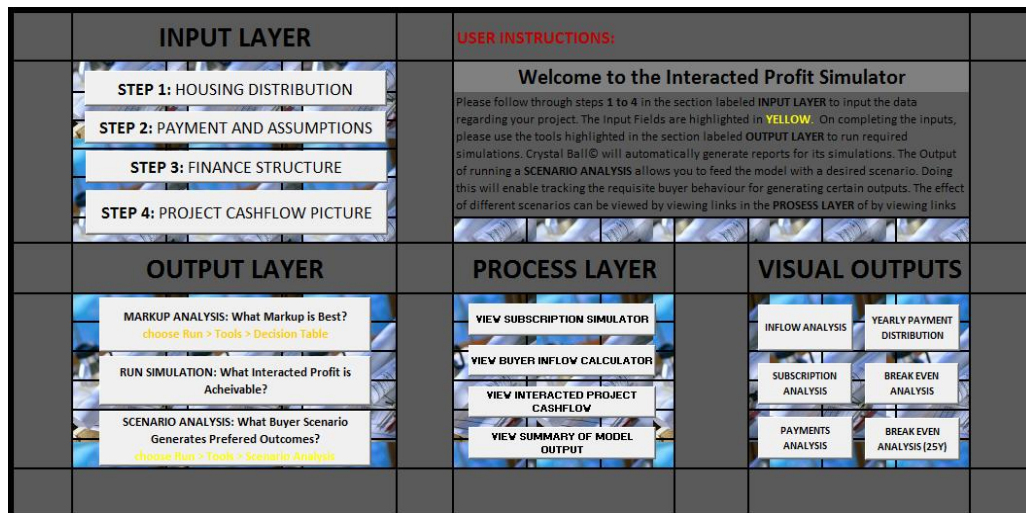 INPUT LAYER
STEP 1: HOUSING DISTRIBUTION
STEP 2: PAYMENT AND ASSUMPTIONS
STEP 3: FINANCE STRUCTURE
STEP 4: PROJECT CASHFLOW PICTURE
USER INSTRUCTIONS:
Welcome to the Interacted Profit Simulator
Please follow through steps 1 to 4 in the section labeled INPUT LAYER to input the data
regarding your project. The Input Fields are highlighted in YELLOW. On completing the inputs,
please use the tools highlighted in the section labeled OUTPUT LAYER to run required
simulations. Crystal Ball© will automatically generate reports for its simulations. The Output
of running a SCENARIO ANALYSIS allows you to feed the model with a desired scenario. Doing
this will enable tracking the requisite buyer behaviour for generating certain outputs. The effect
of different scenarios can be viewed by viewing links in the PROSESS LAYER of by viewing links
OUTPUT LAYER
MARKUP ANALYSIS: What Markup is Best?
choose Run > Tools > Decision Table
RUN SIMULATION: What Interacted Profit is
Acheivable?
SCENARIO ANALYSIS: What Buyer Scenario
Generates Prefered Outcomes?
choose Run > Tools > Scenario Analysis
PROCESS LAYER
VIEW SUBSCRIPTION SIMULATOR
VIEW BUYER INFLOW CALCULATOR
VIEW INTERACTED PROJECT
CASHFLOW
VIEW SUMMARY OF MODEL
OUTPUT
VISUAL OUTPUTS
INFLOW ANALYSIS
YEARLY PAYMENT
DISTRIBUTION
SUBSCRIPTION
ANALYSIS
BREAK EVEN
ANALYSIS
PAYMENTS
ANALYSIS
BREAK EVEN
ANALYSIS (25Y)